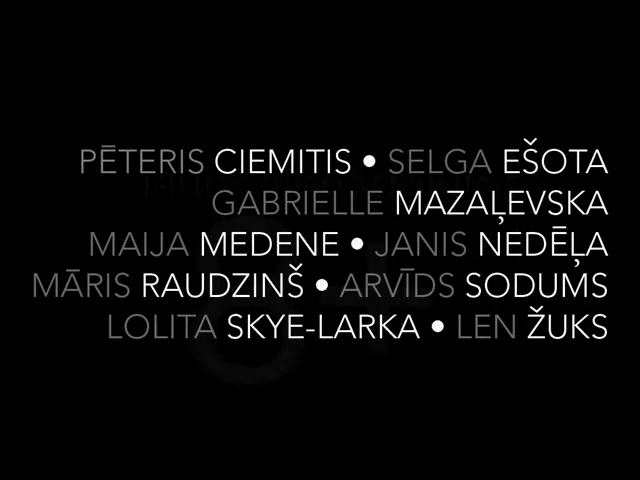 PĒTERIS CIEMITIS • SELGA EŠOTA
GABRIELLE MAZAĻEVSKA
MAIJA MEDENE • JANIS NEDĒĻA
MĀRIS RAUDZINŠ • ARVĪDS SODUMS
LOLITA SKYE-LARKA • LEN ŽUKS